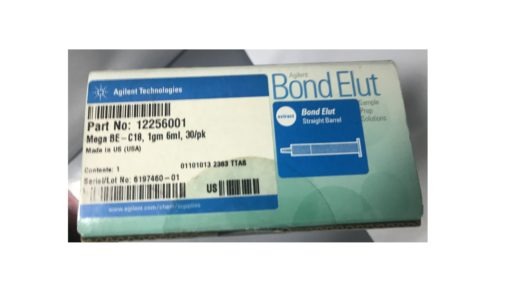 Agilent Technologies
Part No: 12256001
Mega BE-C18, 1gm 6ml, 30/pk
Made in US (USA)
Contents: 1
01101013 2363 TTAS
Serial/Lot No: 6197460-01
US
www.agilent.com/chem/supplies
Agilent
Bond Elut
Sample
Prep
Solutions
extract
Bond Elut
Straight Barrel